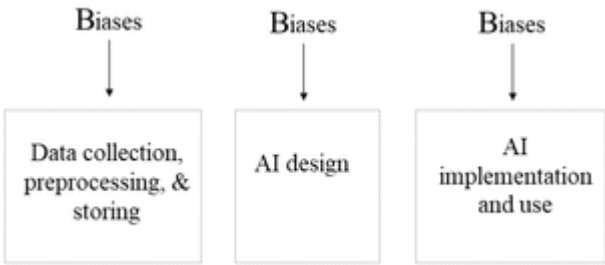 Biases
Biases
Biases
Data collection,
preprocessing, &
storing
AI design
AI
implementation
and use